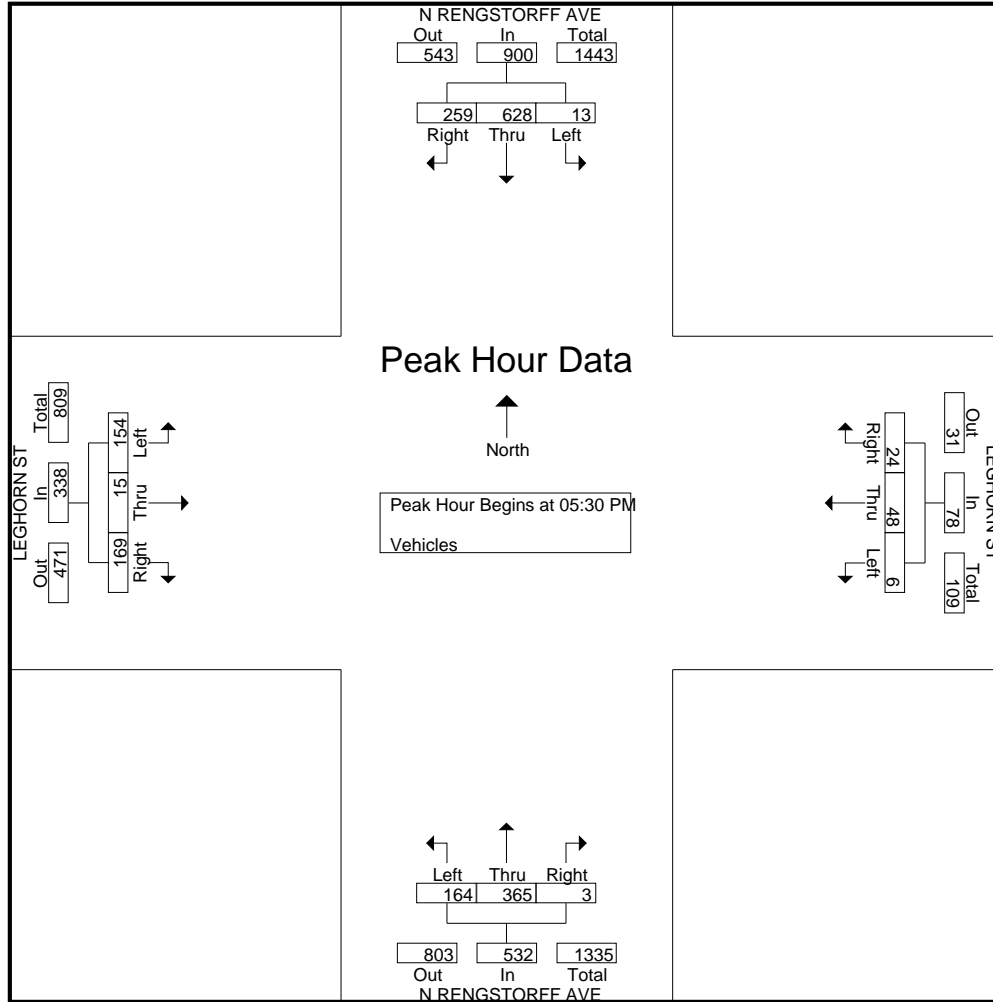 N RENGSTORFF AVE
Out In Total
543 900 1443
259 628 13
Right Thru Left
Peak Hour Data
North
Peak Hour Begins at 05:30 PM
Vehicles
LEGHORN ST
Total In Out
809 338 471
154 15 169
Left Thru Right
LEGHORN ST
Out In Total
31 78 109
24 48 6
Right Thru Left
Left Thru Right
164 365 3
803 532 1335
Out In Total
N RENGSTORFF AVE